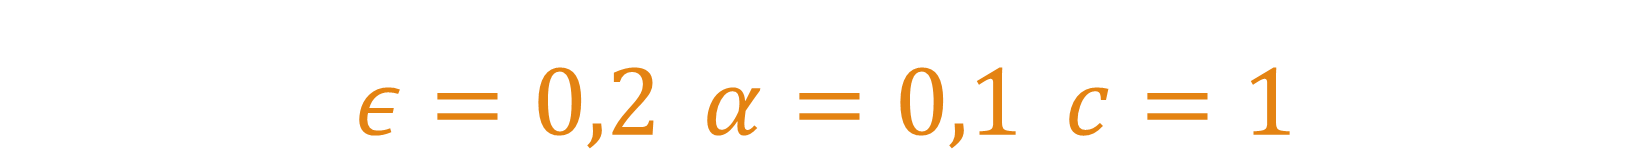 𝜖 = 0,2 𝛼 = 0,1 𝑐 = 1